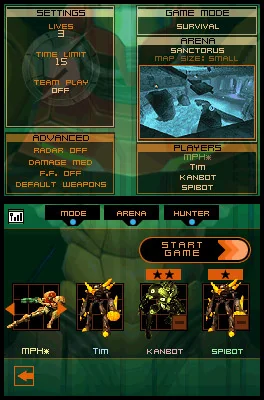 SETTINGS
LIVES
3
TIME LIMIT
15
TEAM PLAY
OFF
GAME MODE
SURVIVAL
ARENA
SANCTORUS
MAP SIZE: SMALL
ADVANCED
RADAR OFF
DAMAGE MED
F.F. OFF
DEFAULT WEAPONS
PLAYERS
MPH*
TIM
KANBOT
SPIBOT
MODE
ARENA
HUNTER
START
GAME
MPH*
TIM
KANBOT
SPIBOT